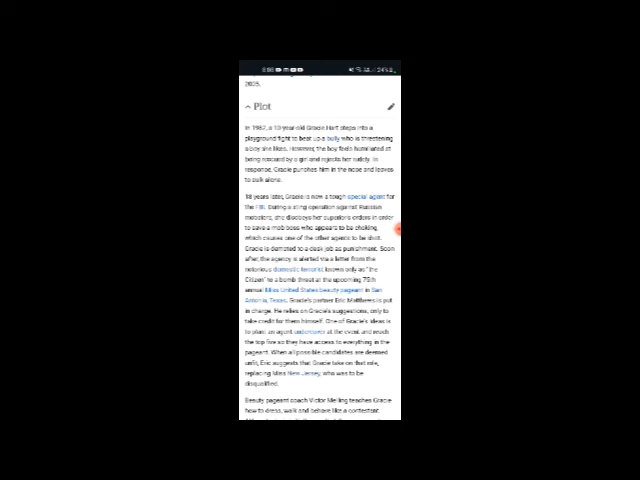 2005.
Plot
In 1982, a 10-year-old Gracie Hart steps into a
playground fight to beat up a bully who is threatening
a boy she likes. However, the boy feels humiliated at
being rescued by a girl and rejects her rudely. In
response, Gracie punches him in the nose and leaves
to sulk alone.
18 years later, Gracie is now a tough special agent for
the FBI. During a sting operation against Russian
mobsters, she disobeys her superior's orders in order
to save a mob boss who appears to be choking,
which causes one of the other agents to be shot.
Gracie is demoted to a desk job as punishment. Soon
after, the agency is alerted via a letter from the
notorious domestic terrorist known only as "the
Citizen" to a bomb threat at the upcoming 75th
annual Miss United States beauty pageant in San
Antonio, Texas. Gracie's partner Eric Matthews is put
in charge. He relies on Gracie's suggestions, only to
take credit for them himself. One of Gracie's ideas is
to plant an agent undercover at the event and reach
the top five so they have access to everything in the
pageant. When all possible candidates are deemed
unfit, Eric suggests that Gracie take on that role,
replacing Miss New Jersey, who was to be
disqualified.
Beauty pageant coach Victor Melling teaches Gracie
how to dress, walk and behave like a contestant.